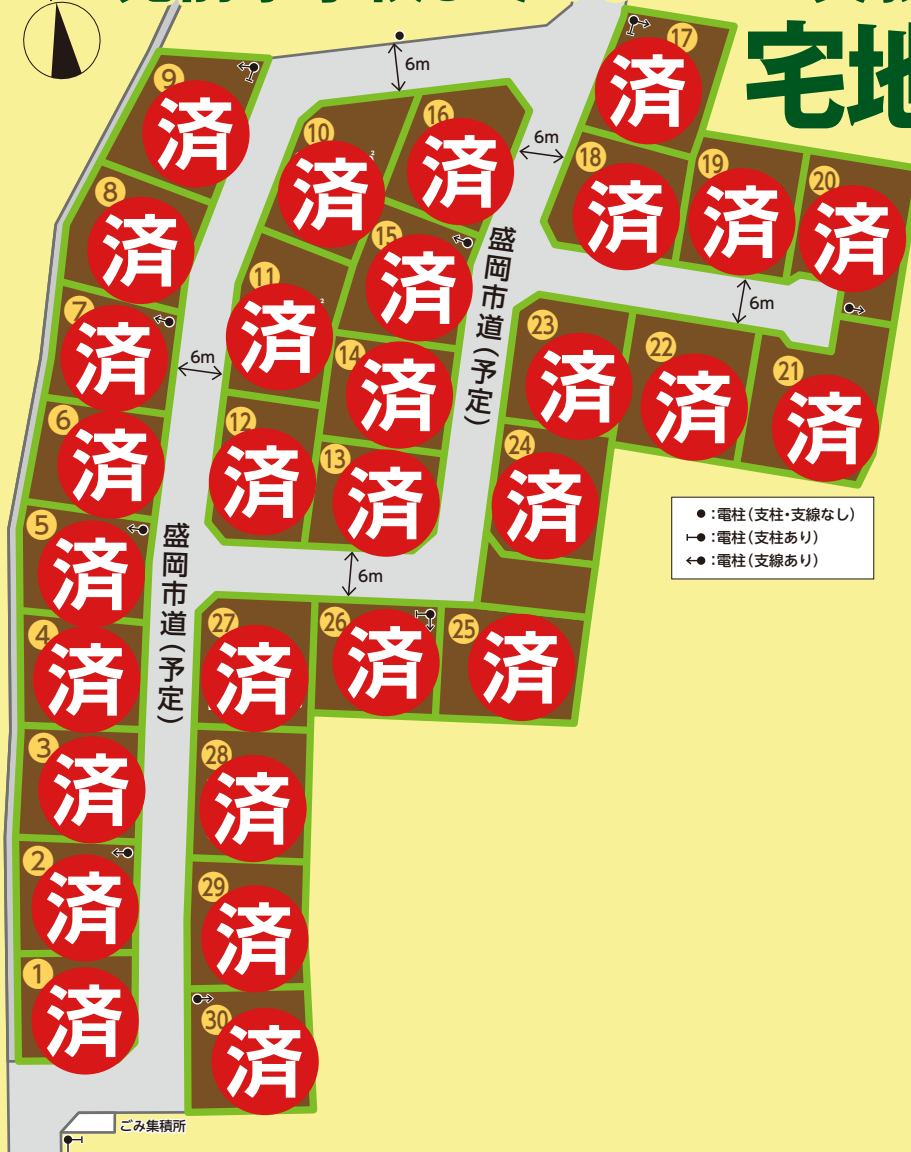 宅地
17
済
9
済
6m
16
済
10
済
6m
18
済
19
済
20
済
8
済
15
済
盛岡市道(予定)
11
済
6m
7
済
6m
14
済
23
済
22
済
21
済
6
済
12
済
13
済
24
済
●:電柱(支柱・支線なし)
:電柱(支柱あり)
:電柱(支線あり)
5
済
盛岡市道(予定)
6m
4
済
27
済
26
済
25
済
3
済
28
済
2
済
29
済
1
済
30
済
ごみ集積所